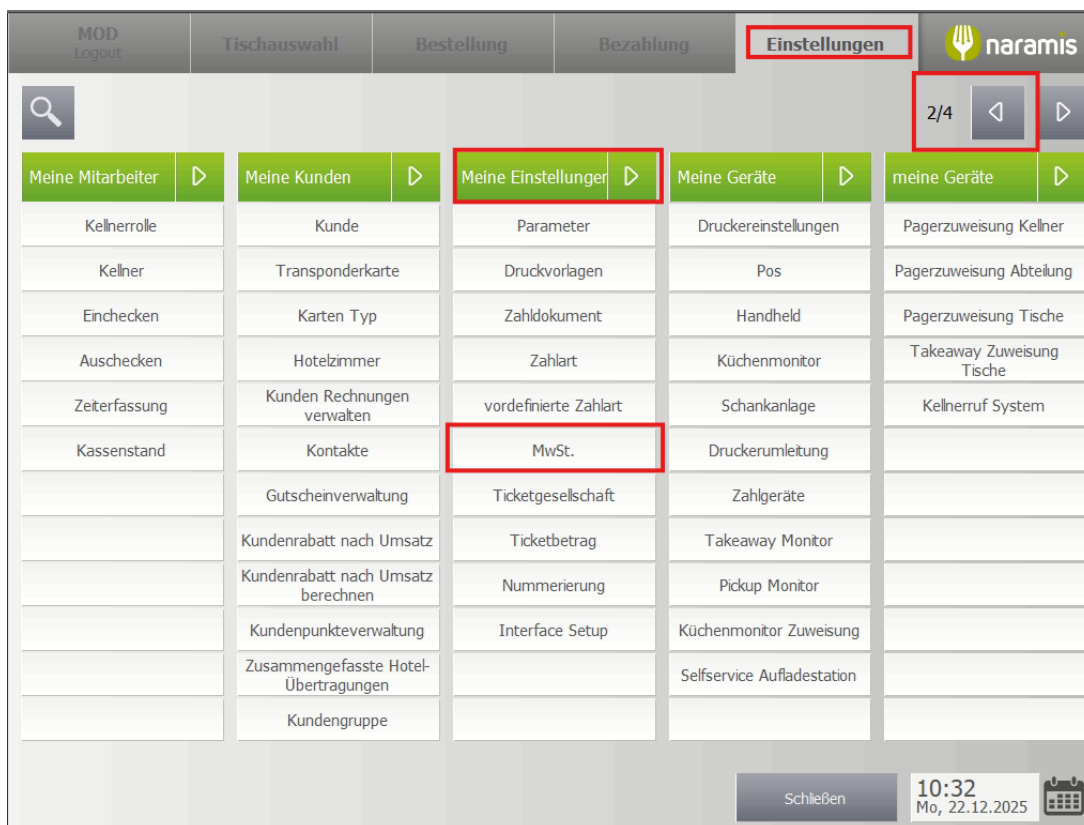 MOD
Logout
Tischauswahl
Bestellung
Bezahlung
Einstellungen
naramis
2/4
Meine Mitarbeiter
Kellnerrolle
Kellner
Einchecken
Auschecken
Zeiterfassung
Kassenstand
Meine Kunden
Kunde
Transponderkarte
Karten Typ
Hotelzimmer
Kunden Rechnungen
verwalten
Kontakte
Gutscheinverwaltung
Kundenrabatt nach Umsatz
Kundenrabatt nach Umsatz
berechnen
Kundenpunkteverwaltung
Zusammengefasste Hotel-
Übertragungen
Kundengruppe
Meine Einstellunger
Parameter
Druckvorlagen
Zahldokument
Zahlart
vordefinierte Zahlart
MwSt.
Ticketgesellschaft
Ticketbetrag
Nummerierung
Interface Setup
Meine Geräte
Druckereinstellungen
Pos
Handheld
Küchenmonitor
Schankanlage
Druckerumleitung
Zahlgeräte
Takeaway Monitor
Pickup Monitor
Küchenmonitor Zuweisung
Selfservice Aufladestation
meine Geräte
Pagerzuweisung Kellner
Pagerzuweisung Abteilung
Pagerzuweisung Tische
Takeaway Zuweisung
Tische
Kellnerruf System
Schließen
10:32
Mo, 22.12.2025